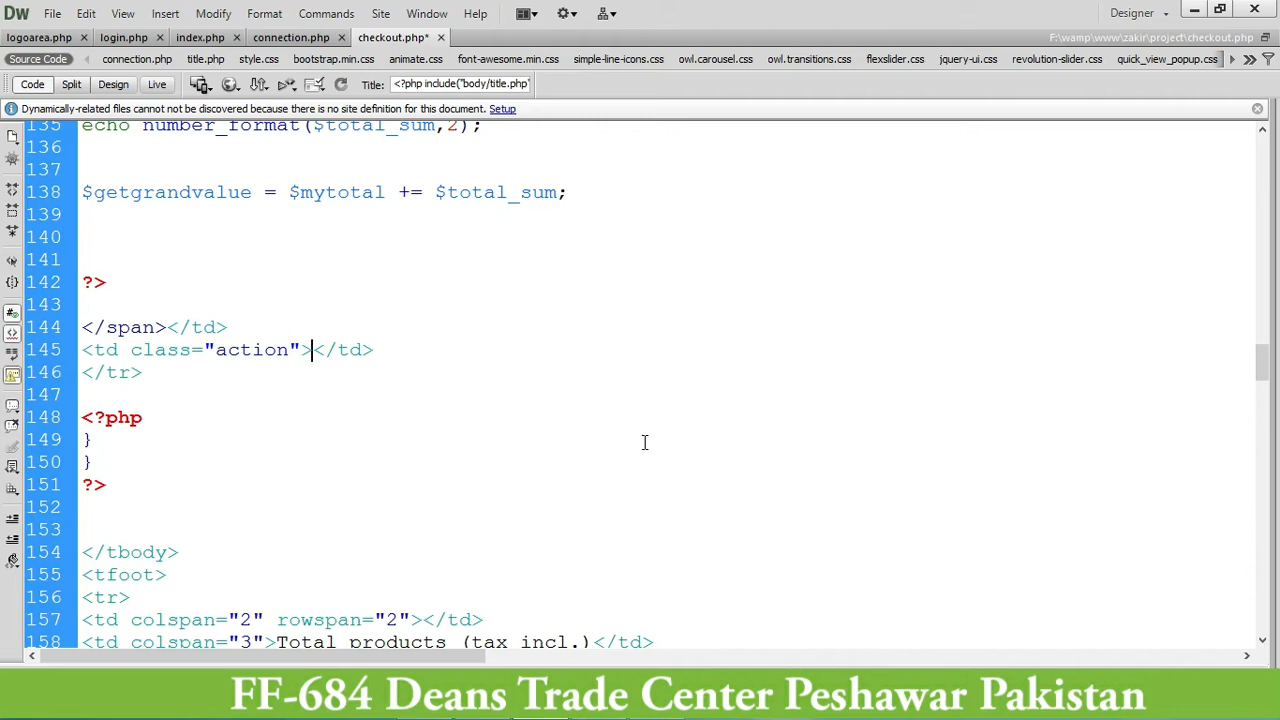 Dw File Edit View Insert Modify Format Commands Site Window Help Designer
logoarea.php × login.php × index.php × connection.php × checkout.php* × F:\wamp\www\zakir\project\checkout.php
Source Code connection.php title.php style.css bootstrap.min.css animate.css font-awesome.min.css simple-line-icons.css owl.carousel.css owl.transitions.css flexslider.css jquery-ui.css revolution-slider.css quick_view_popup.css
Code Split Design Live Title: <?php include("body/title.php"
Dynamically-related files cannot not be discovered because there is no site definition for this document. Setup
135 echo number_format($total_sum,2);
136
137
138 $getgrandvalue = $mytotal += $total_sum;
139
140
141
142 ?>
143
144 </span></td>
145 <td class="action"></td>
146 </tr>
147
148 <?php
149 }
150 }
151 ?>
152
153
154 </tbody>
155 <tfoot>
156 <tr>
157 <td colspan="2" rowspan="2"></td>
158 <td colspan="3">Total products (tax incl.)</td>
FF-684 Deans Trade Center Peshawar Pakistan